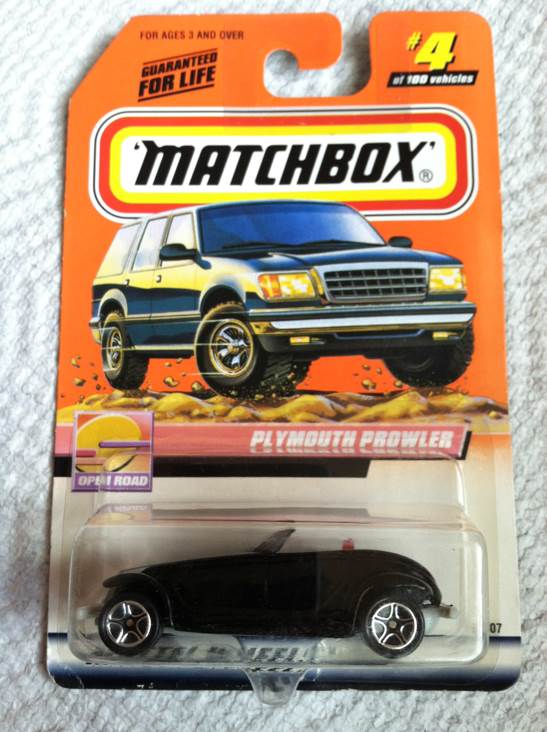 FOR AGES 3 AND OVER
GUARANTEED
FOR LIFE
#4
of 100 vehicles
'MATCHBOX'®
PLYMOUTH PROWLER
OPEN ROAD
07